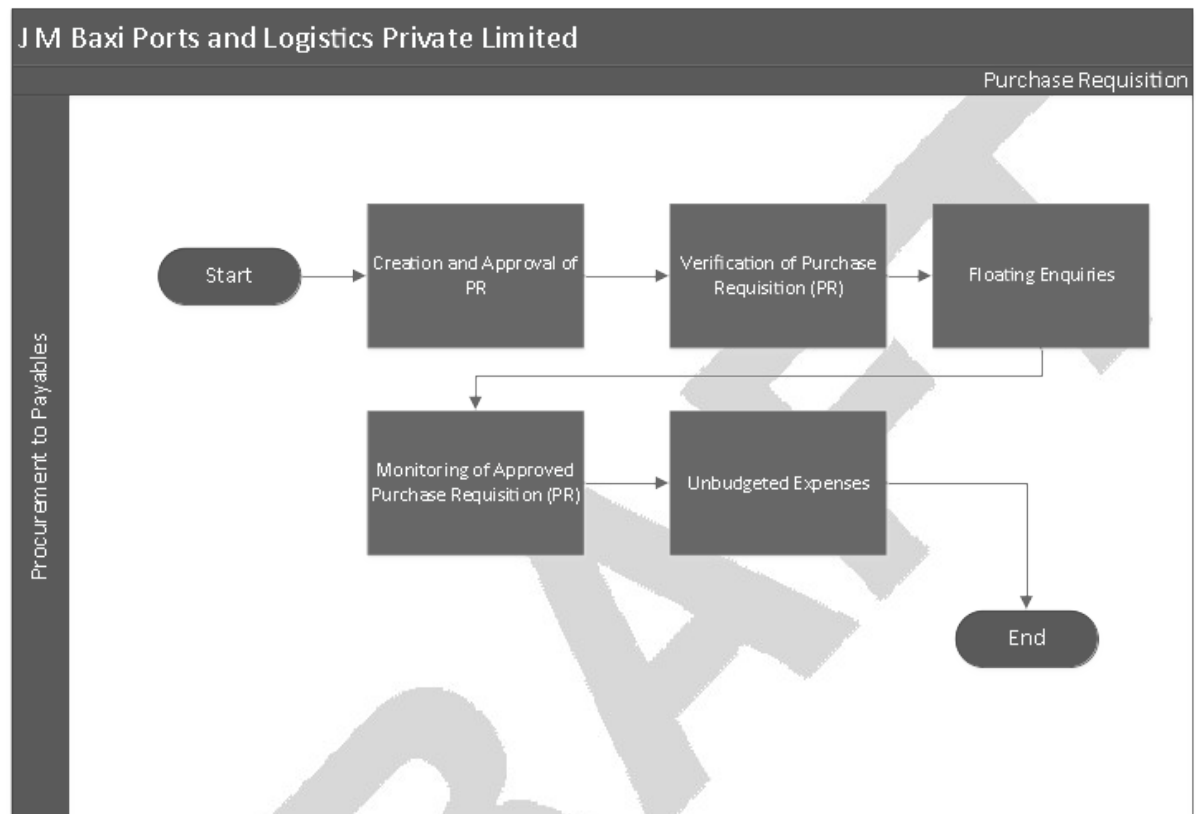 J M Baxi Ports and Logistics Private Limited
Purchase Requisition
Procurement to Payables
Start
Creation and Approval of
PR
Verification of Purchase
Requisition (PR)
Floating Enquiries
Monitoring of Approved
Purchase Requisition (PR)
Unbudgeted Expenses
End
DRAFT